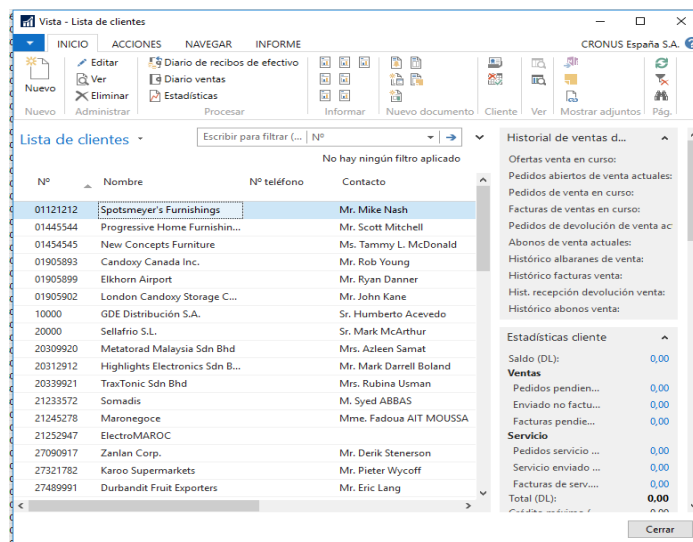 Vista - Lista de clientes
INICIO ACCIONES NAVEGAR INFORME CRONUS España S.A.
Nuevo
Editar
Ver
Eliminar
Diario de recibos de efectivo
Diario ventas
Estadísticas
Nuevo Administrar Procesar Informar Nuevo documento Cliente Ver Mostrar adjuntos Pág.
Lista de clientes
Escribir para filtrar (... Nº
No hay ningún filtro aplicado
Nº Nombre Nº teléfono Contacto
01121212 Spotsmeyer's Furnishings Mr. Mike Nash
01445544 Progressive Home Furnishin... Mr. Scott Mitchell
01454545 New Concepts Furniture Ms. Tammy L. McDonald
01905893 Candoxy Canada Inc. Mr. Rob Young
01905899 Elkhorn Airport Mr. Ryan Danner
01905902 London Candoxy Storage C... Mr. John Kane
10000 GDE Distribución S.A. Sr. Humberto Acevedo
20000 Sellafrio S.L. Sr. Mark McArthur
20309920 Metatorad Malaysia Sdn Bhd Mrs. Azleen Samat
20312912 Highlights Electronics Sdn B... Mr. Mark Darrell Boland
20339921 TraxTonic Sdn Bhd Mrs. Rubina Usman
21233572 Somadis M. Syed ABBAS
21245278 Maronegoce Mme. Fadoua AIT MOUSSA
21252947 ElectroMAROC
27090917 Zanlan Corp. Mr. Derik Stenerson
27321782 Karoo Supermarkets Mr. Pieter Wycoff
27489991 Durbandit Fruit Exporters Mr. Eric Lang
Historial de ventas d...
Ofertas venta en curso:
Pedidos abiertos de venta actuales:
Pedidos de venta en curso:
Facturas de ventas en curso:
Pedidos de devolución de venta ac
Abonos de venta actuales:
Histórico albaranes de venta:
Histórico facturas venta:
Hist. recepción devolución venta:
Histórico abonos venta:
Estadísticas cliente
Saldo (DL): 0,00
Ventas
Pedidos pendien... 0,00
Enviado no factu... 0,00
Facturas pendie... 0,00
Servicio
Pedidos servicio ... 0,00
Servicio enviado ... 0,00
Facturas de serv.... 0,00
Total (DL): 0,00
Cerrar